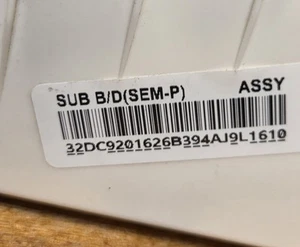 SUB B/D(SEM-P) ASSY
32DC9201626B394AJ9L1610